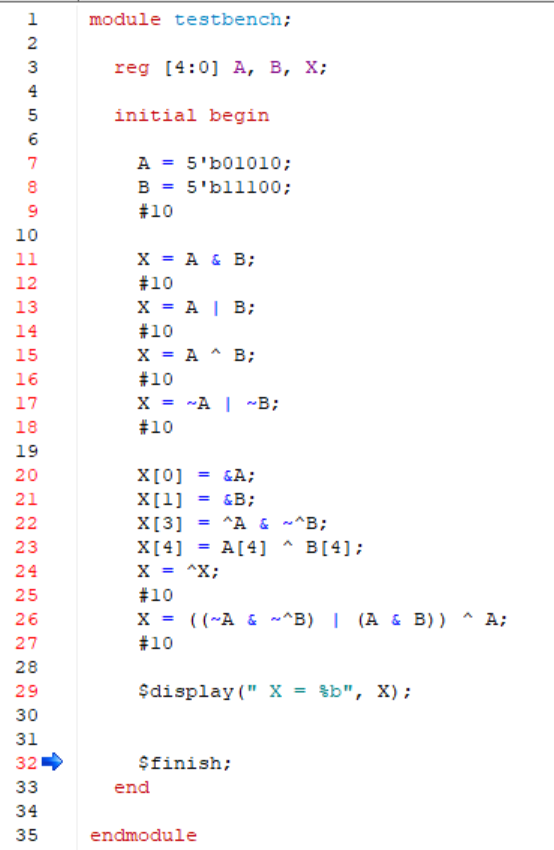 1 module testbench;
2
3 reg [4:0] A, B, X;
4
5 initial begin
6
7 A = 5'b01010;
8 B = 5'b11100;
9 #10
10
11 X = A & B;
12 #10
13 X = A | B;
14 #10
15 X = A ^ B;
16 #10
17 X = ~A | ~B;
18 #10
19
20 X[0] = &A;
21 X[1] = &B;
22 X[3] = ^A & ~^B;
23 X[4] = A[4] ^ B[4];
24 X = ^X;
25 #10
26 X = ((~A & ~^B) | (A & B)) ^ A;
27 #10
28
29 $display(" X = %b", X);
30
31
32 $finish;
33 end
34
35 endmodule